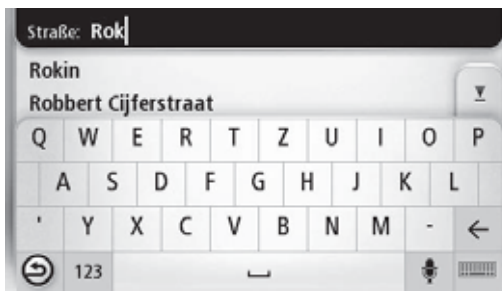 Straße: Rok
Rokin
Robbert Cijferstraat
Q W E R T Z U I O P
A S D F G H J K L
' Y X C V B N M -
123